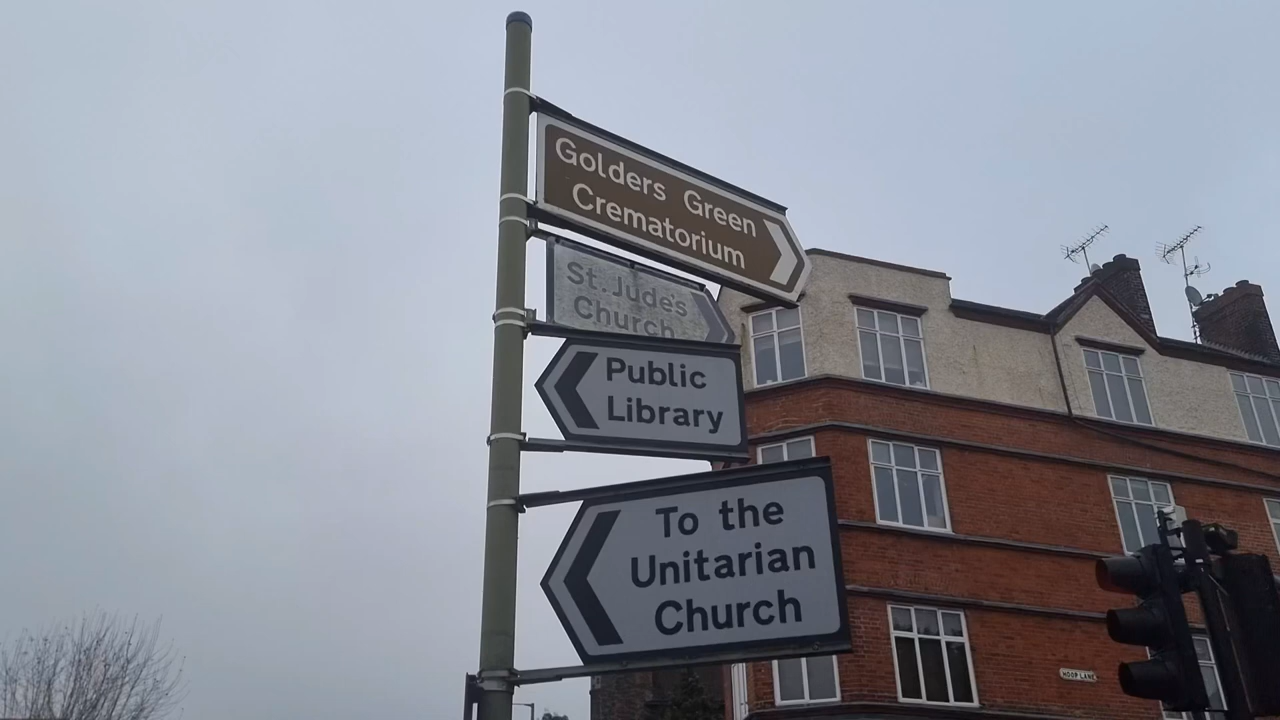 Golders Green
Crematorium
St. Jude's
Church
Public
Library
To the
Unitarian
Church
HOOP LANE